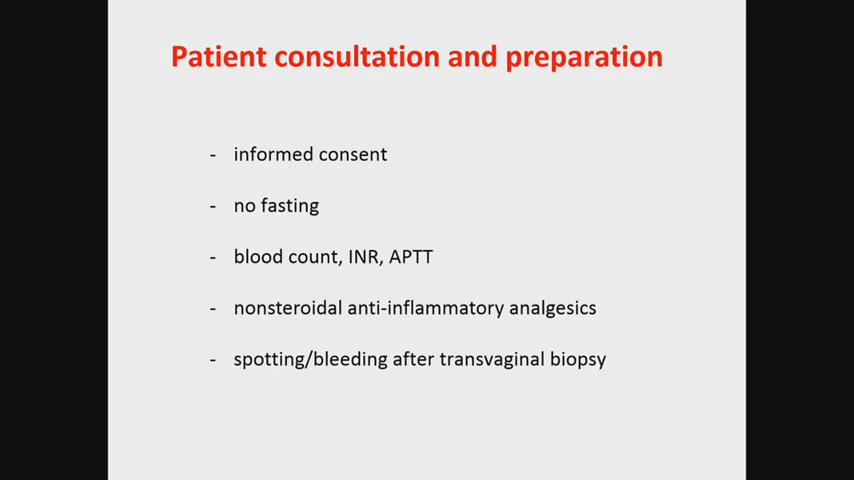 Patient consultation and preparation
- informed consent
- no fasting
- blood count, INR, APTT
- nonsteroidal anti-inflammatory analgesics
- spotting/bleeding after transvaginal biopsy